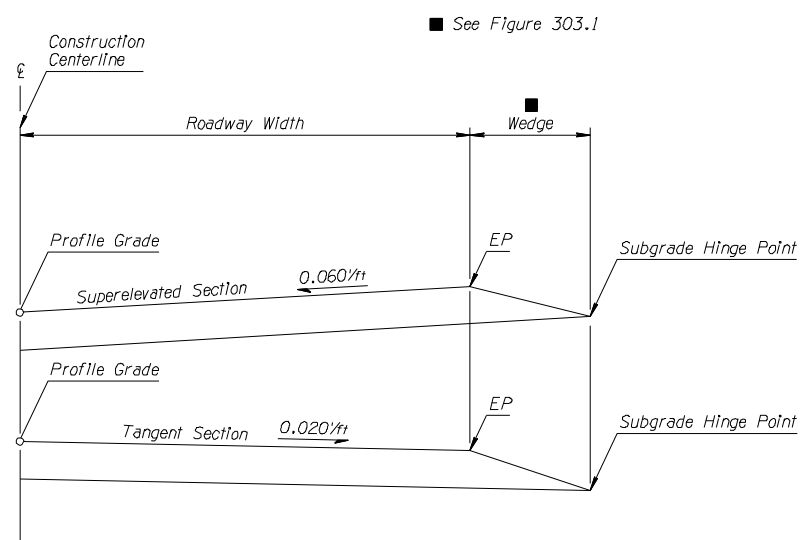 ■ See Figure 303.1
Construction
Centerline
℄
Roadway Width
■
Wedge
Profile Grade
EP
Subgrade Hinge Point
Superelevated Section
0.060'/ft
Profile Grade
EP
Subgrade Hinge Point
Tangent Section
0.020'/ft